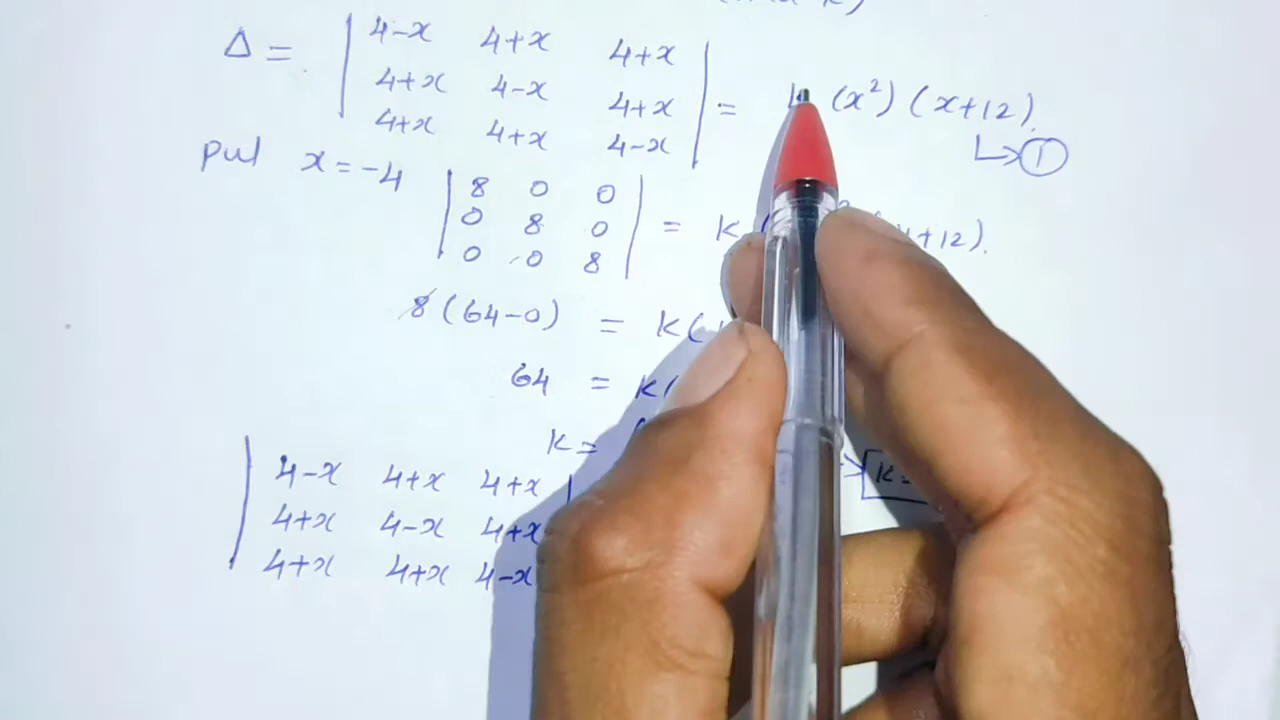 Δ = | 4-x 4+x 4+x |
| 4+x 4-x 4+x | = k (x²) (x+12)
| 4+x 4+x 4-x | ↳ ①
put x = -4 | 8 0 0 |
| 0 8 0 | = k +12).
| 0 0 8 |
8 (64-0) = k(
64 = k(
k =
| 4-x 4+x 4+x | k=
| 4+x 4-x 4+x
| 4+x 4+x 4-x